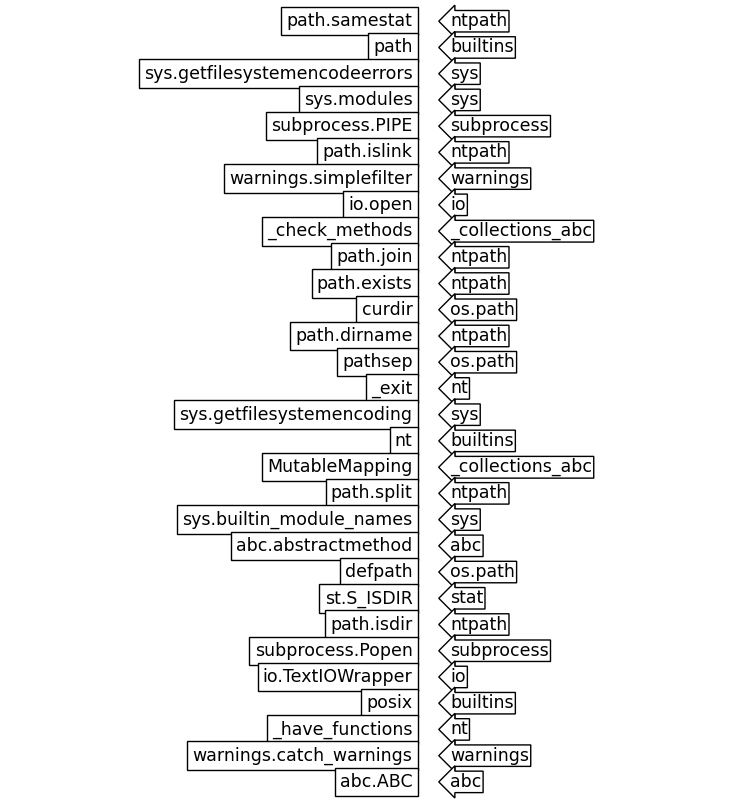 path.samestat ntpath
path builtins
sys.getfilesystemencodeerrors sys
sys.modules sys
subprocess.PIPE subprocess
path.islink ntpath
warnings.simplefilter warnings
io.open io
_check_methods _collections_abc
path.join ntpath
path.exists ntpath
curdir os.path
path.dirname ntpath
pathsep os.path
_exit nt
sys.getfilesystemencoding sys
nt builtins
MutableMapping _collections_abc
path.split ntpath
sys.builtin_module_names sys
abc.abstractmethod abc
defpath os.path
st.S_ISDIR stat
path.isdir ntpath
subprocess.Popen subprocess
io.TextIOWrapper io
posix builtins
_have_functions nt
warnings.catch_warnings warnings
abc.ABC abc